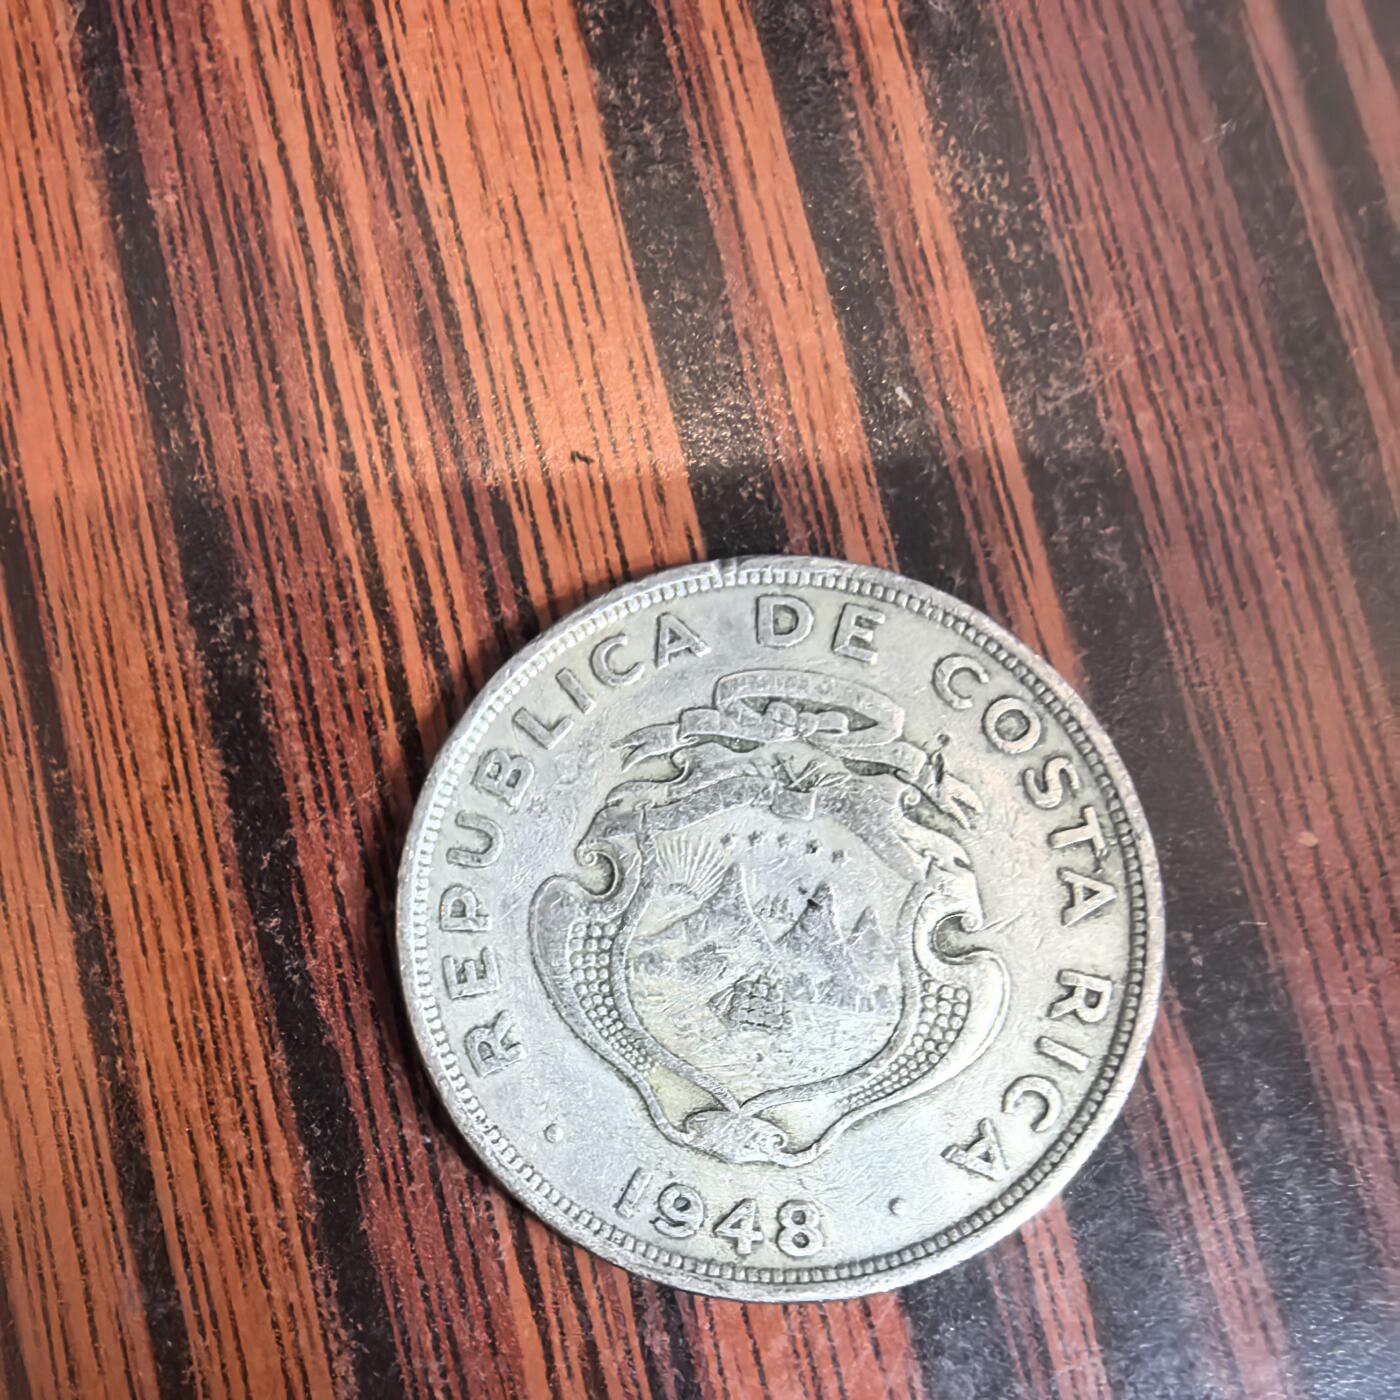 REPUBLICA DE COSTA RICA
1948